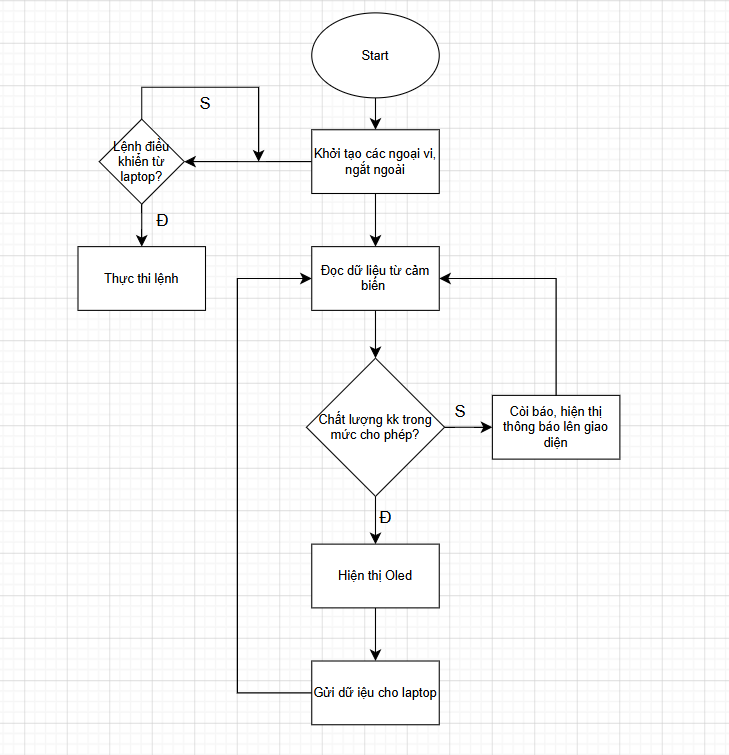 Start
S
Lệnh điều
khiển từ
laptop?
Khởi tạo các ngoại vi,
ngắt ngoài
Đ
Thực thi lệnh
Đọc dữ liệu từ cảm
biến
Chất lượng kk trong
mức cho phép?
S
Còi báo, hiện thị
thông báo lên giao
diện
Đ
Hiện thị Oled
Gửi dữ iệu cho laptop